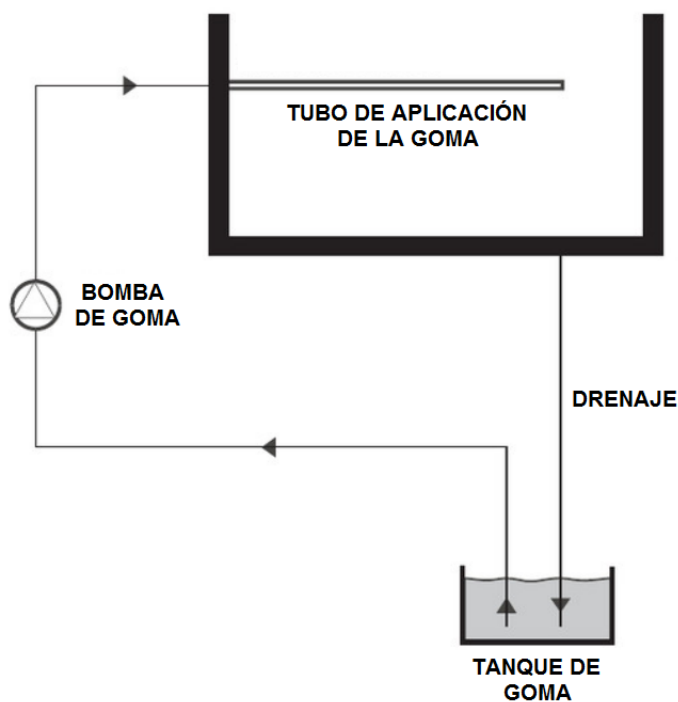 TUBO DE APLICACIÓN
DE LA GOMA
BOMBA
DE GOMA
DRENAJE
TANQUE DE
GOMA